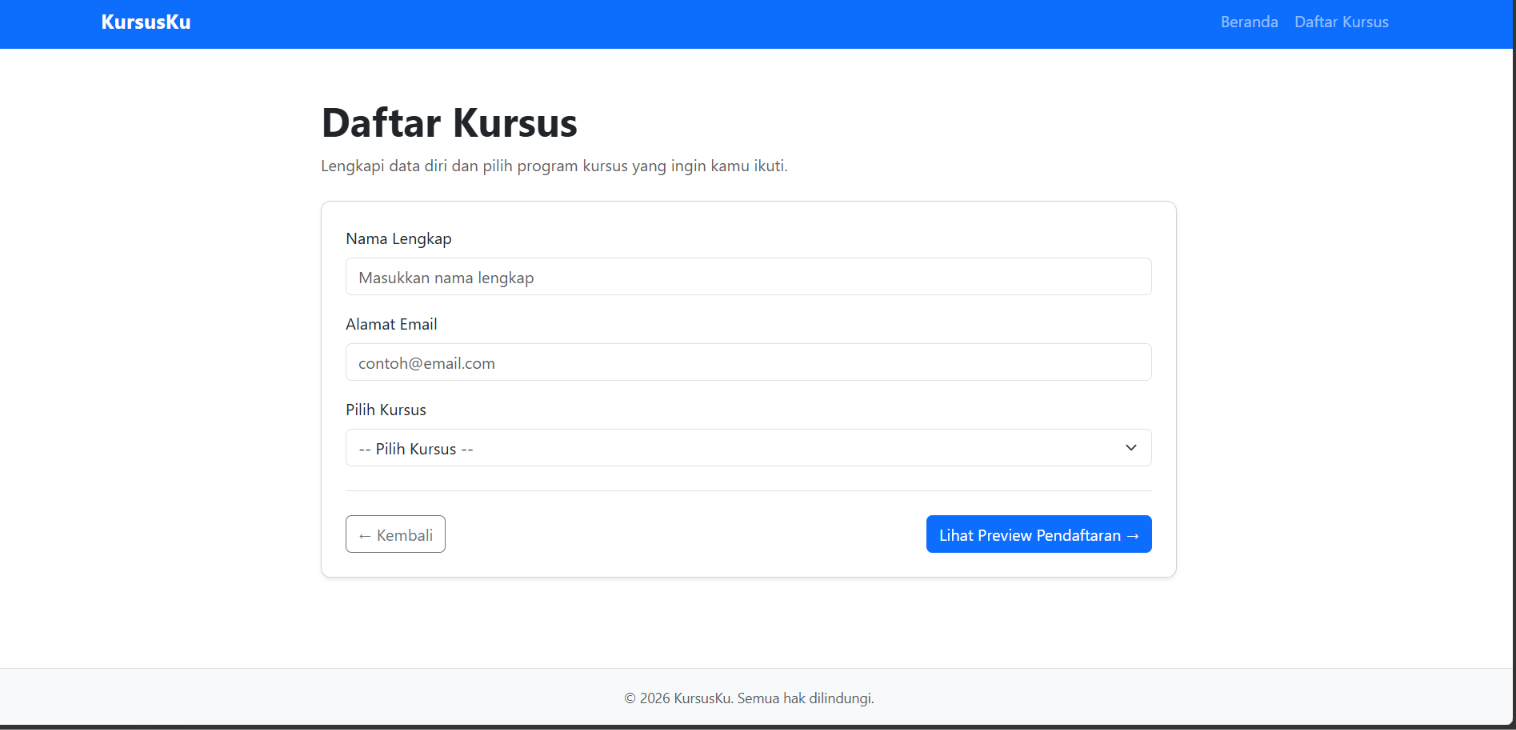 KursusKu
Beranda Daftar Kursus
Daftar Kursus
Lengkapi data diri dan pilih program kursus yang ingin kamu ikuti.
Nama Lengkap
Masukkan nama lengkap
Alamat Email
contoh@email.com
Pilih Kursus
-- Pilih Kursus --
← Kembali
Lihat Preview Pendaftaran →
© 2026 KursusKu. Semua hak dilindungi.